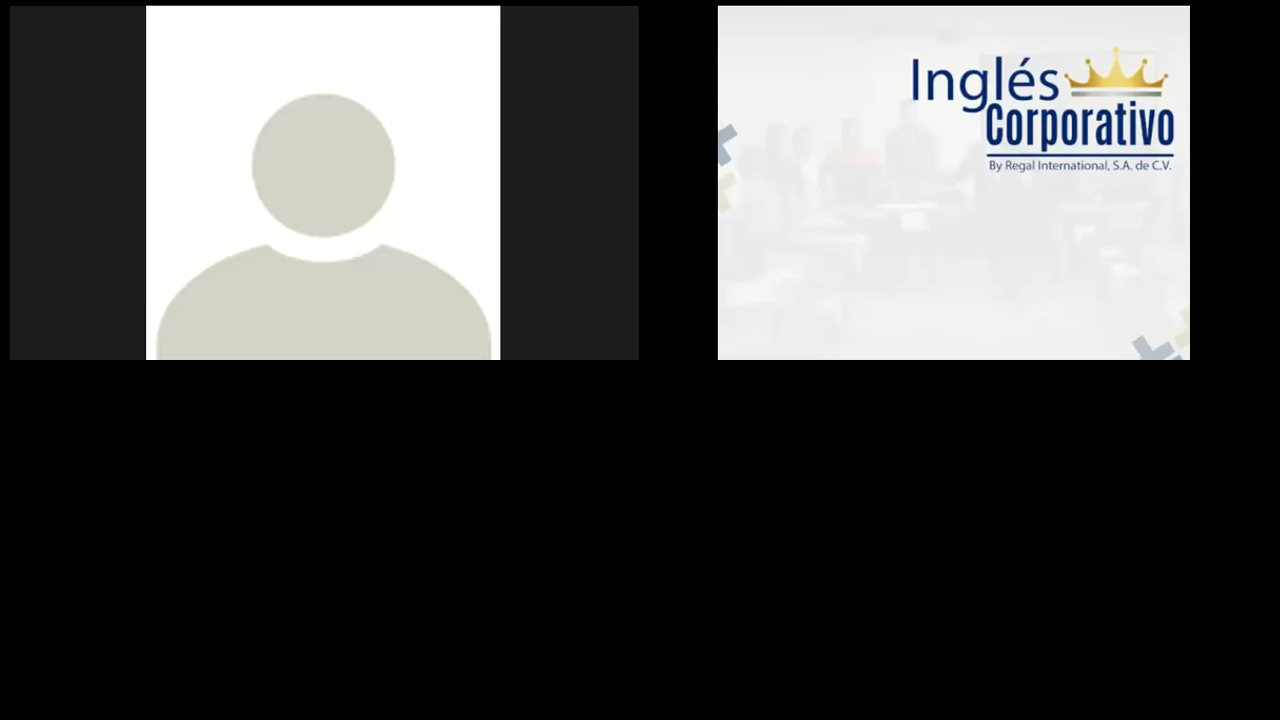 Inglés
Corporativo
By Regal International, S.A. de C.V.